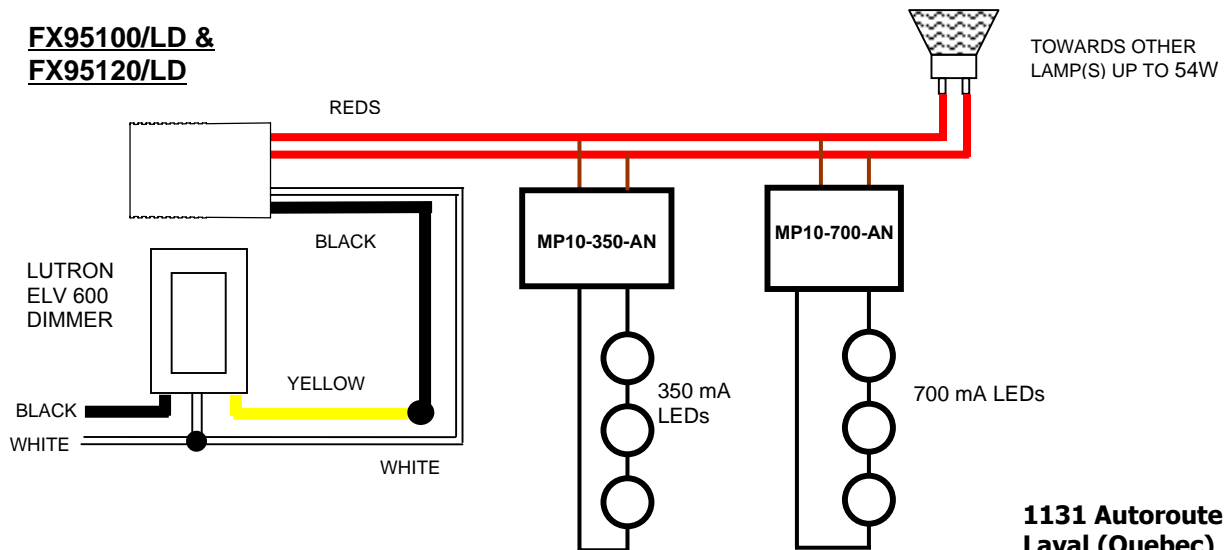 FX95100/LD &
FX95120/LD
TOWARDS OTHER
LAMP(S) UP TO 54W
REDS
BLACK
MP10-350-AN
MP10-700-AN
LUTRON
ELV 600
DIMMER
YELLOW
350 mA
LEDs
700 mA LEDs
BLACK
WHITE
WHITE
1131 Autoroute
Laval (Quebec)